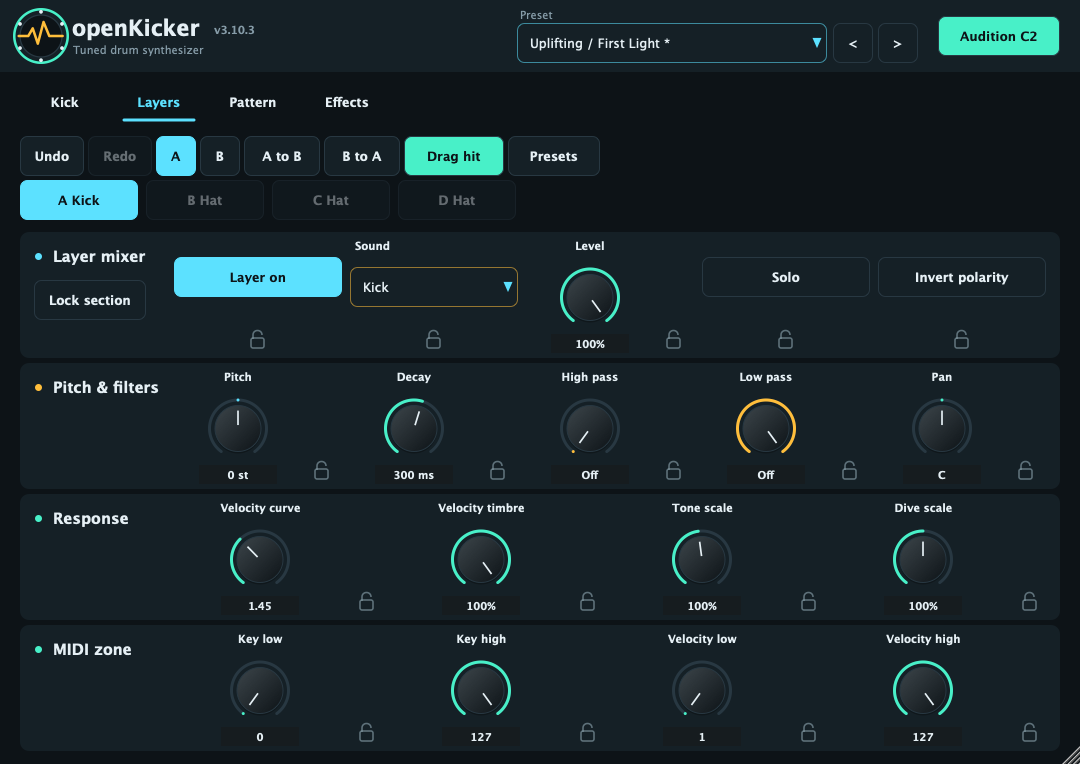 openKicker v3.10.3
Tuned drum synthesizer
Preset
Uplifting / First Light *
<
>
Audition C2
Kick Layers Pattern Effects
Undo Redo A B A to B B to A Drag hit Presets
A Kick B Hat C Hat D Hat
Layer mixer
Lock section
Layer on
Sound
Kick
Level
100%
Solo
Invert polarity
Pitch & filters
Pitch Decay High pass Low pass Pan
0 st 300 ms Off Off C
Response
Velocity curve Velocity timbre Tone scale Dive scale
1.45 100% 100% 100%
MIDI zone
Key low Key high Velocity low Velocity high
0 127 1 127